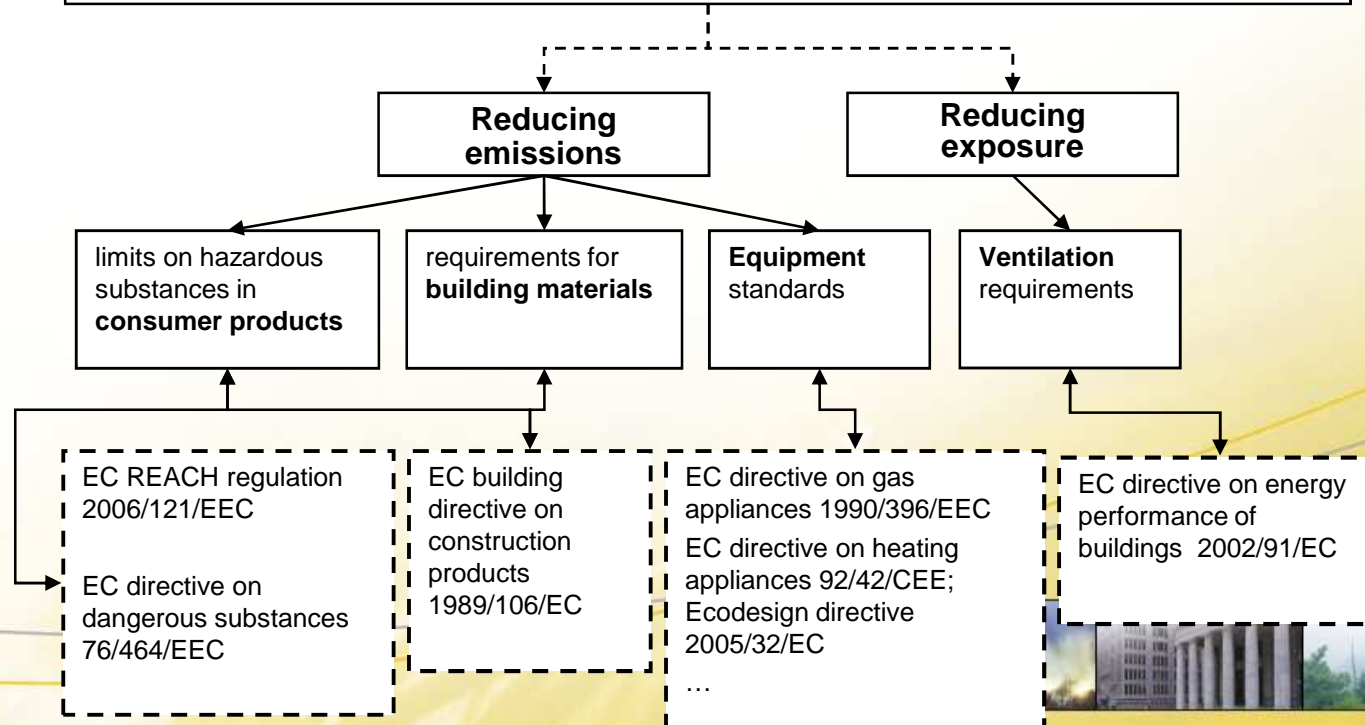 Reducing
emissions
Reducing
exposure
limits on hazardous
substances in
consumer products
requirements for
building materials
Equipment
standards
Ventilation
requirements
EC REACH regulation
2006/121/EEC
EC directive on
dangerous substances
76/464/EEC
EC building
directive on
construction
products
1989/106/EC
EC directive on gas
appliances 1990/396/EEC
EC directive on heating
appliances 92/42/CEE;
Ecodesign directive
2005/32/EC
…
EC directive on energy
performance of
buildings 2002/91/EC